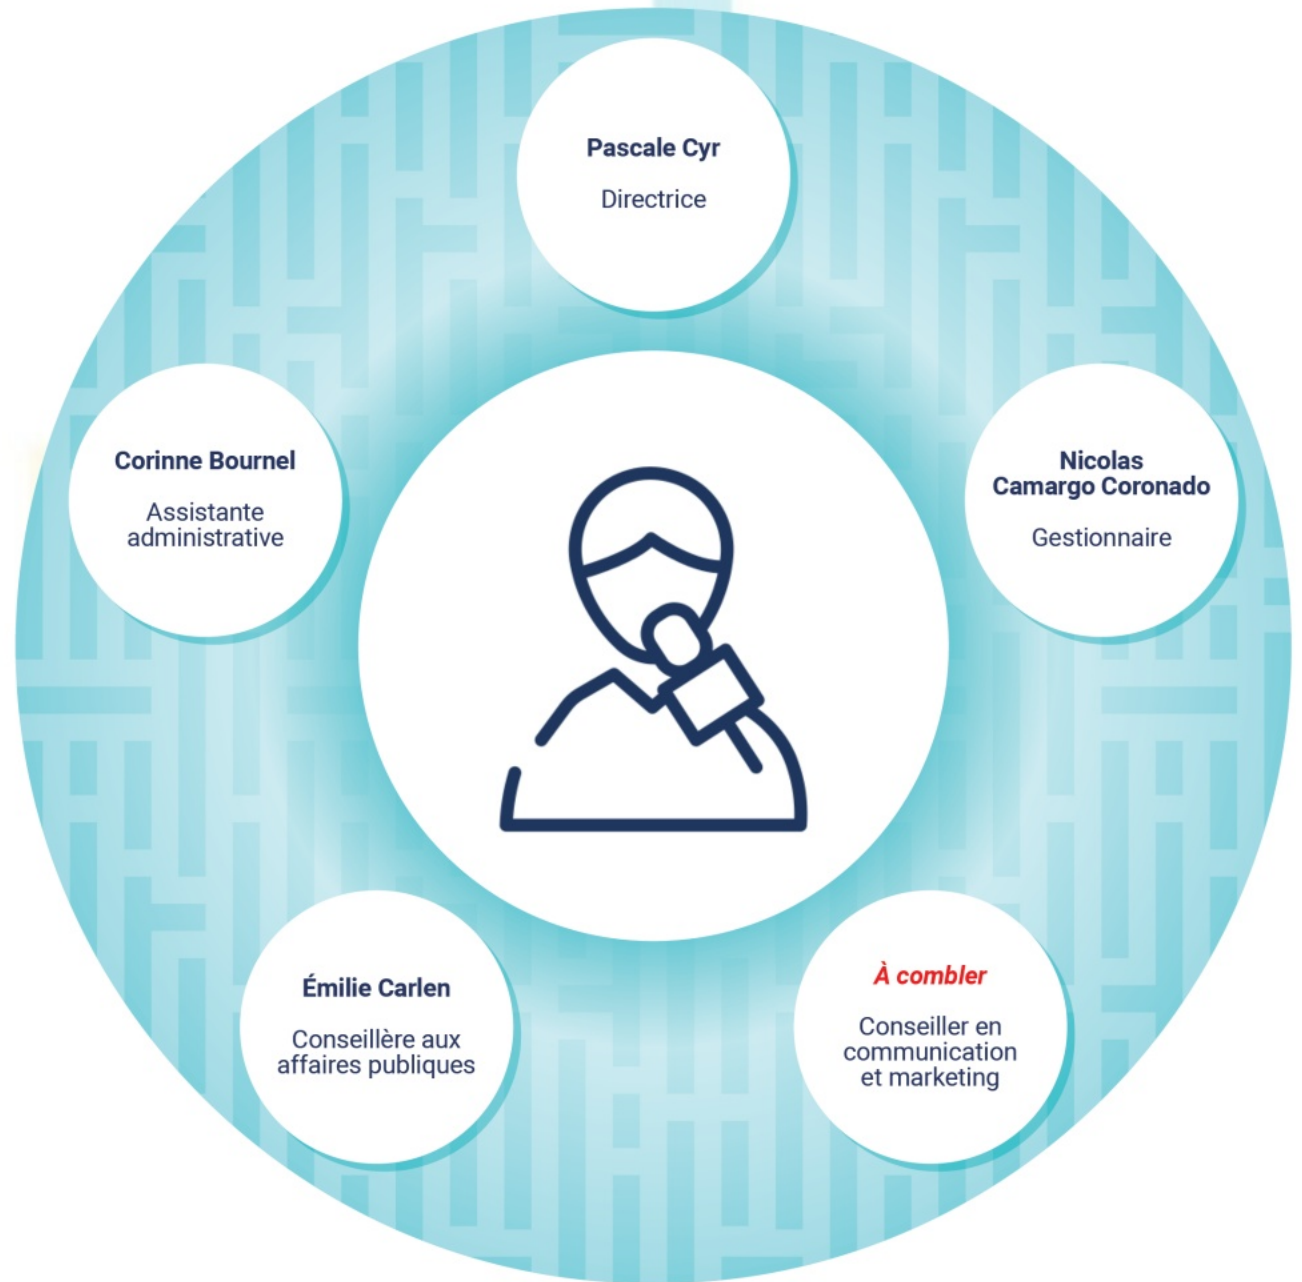 Pascale Cyr
Directrice
Corinne Bournel
Assistante
administrative
Nicolas
Camargo Coronado
Gestionnaire
Émilie Carlen
Conseillère aux
affaires publiques
À combler
Conseiller en
communication
et marketing